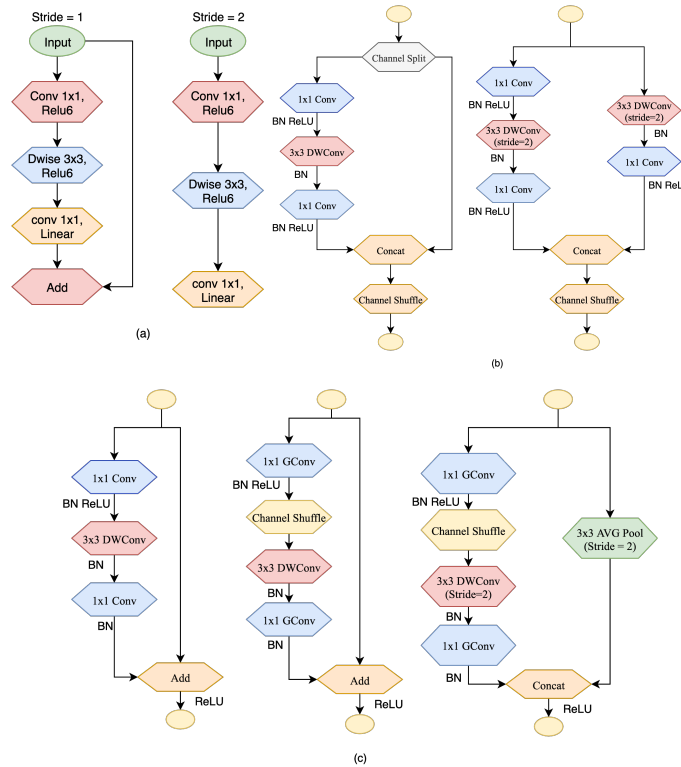 Stride = 1
Input
Conv 1x1,
Relu6
Dwise 3x3,
Relu6
conv 1x1,
Linear
Add
Stride = 2
Input
Conv 1x1,
Relu6
Dwise 3x3,
Relu6
conv 1x1,
Linear
(a)
Channel Split
1x1 Conv
BN ReLU
3x3 DWConv
BN
1x1 Conv
BN ReLU
Concat
Channel Shuffle
1x1 Conv
BN ReLU
3x3 DWConv
(stride=2)
BN
1x1 Conv
BN ReLU
3x3 DWConv
(stride=2)
BN
1x1 Conv
BN ReL
Concat
Channel Shuffle
(b)
1x1 Conv
BN ReLU
3x3 DWConv
BN
1x1 Conv
BN
Add
ReLU
1x1 GConv
BN ReLU
Channel Shuffle
3x3 DWConv
BN
1x1 GConv
BN
Add
ReLU
1x1 GConv
BN ReLU
Channel Shuffle
3x3 DWConv
(Stride=2)
BN
1x1 GConv
BN
3x3 AVG Pool
(Stride = 2)
Concat
ReLU
(c)